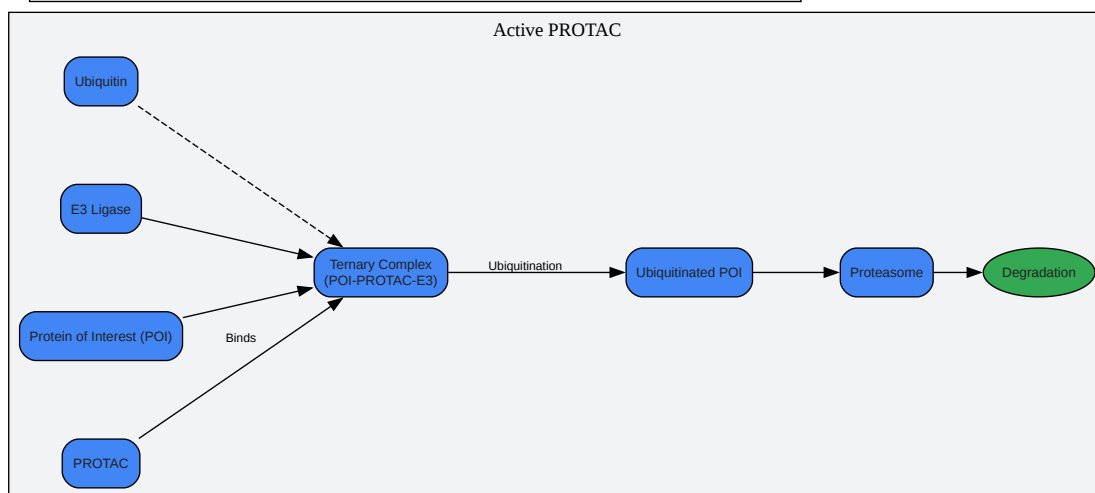 Active PROTAC
Ubiquitin
E3 Ligase
Ternary Complex
(POI-PROTAC-E3)
Ubiquitination
Ubiquitinated POI
Proteasome
Degradation
Protein of Interest (POI)
Binds
PROTAC